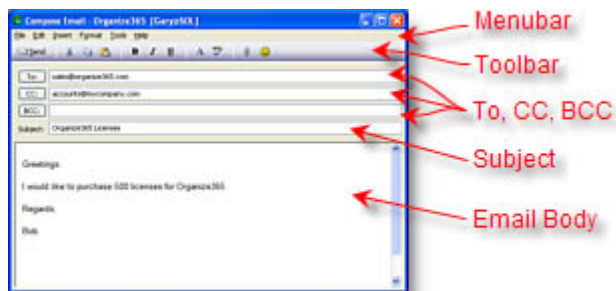 Compose Email - Organize365 [GarypSOL]
File Edit Insert Format Tools Help
Send B I U A
To: sales@organize365.com
CC: accounts@mycompany.com
BCC:
Subject: Organize365 Licenses
Greetings.
I would like to purchase 500 licenses for Organize365.
Regards,
Bob
Menubar
Toolbar
To, CC, BCC
Subject
Email Body